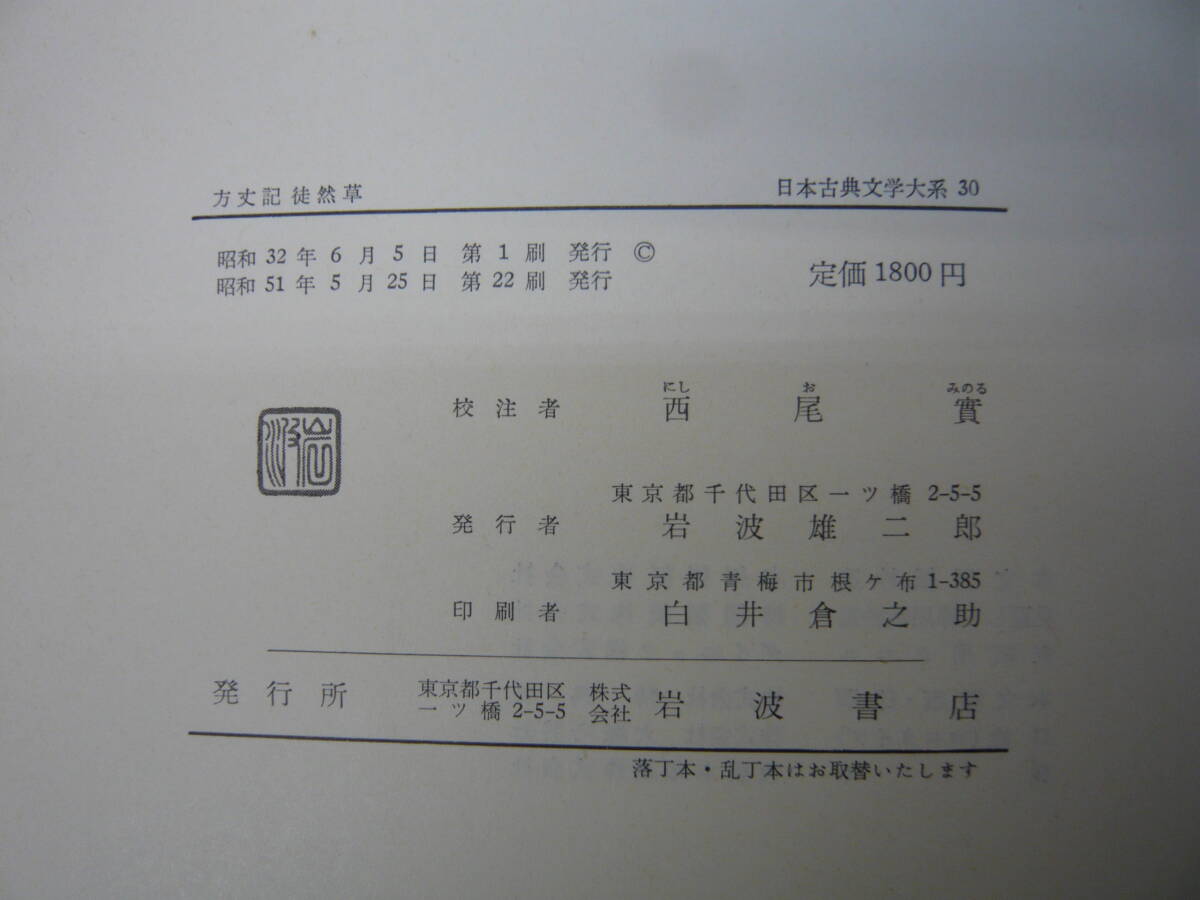 方丈記 徒然草
日本古典文学大系 30
昭和 32 年 6 月 5 日 第 1 刷 発行 ©
昭和 51 年 5 月 25 日 第 22 刷 発行
定価 1800 円
にし お みのる
校注者 西尾實
東京都千代田区一ツ橋 2-5-5
発行者 岩波雄二郎
東京都青梅市根ケ布 1-385
印刷者 白井倉之助
発行所 東京都千代田区 株式 岩波書店
一ツ橋 2-5-5 会社
落丁本・乱丁本はお取替いたします
岩波